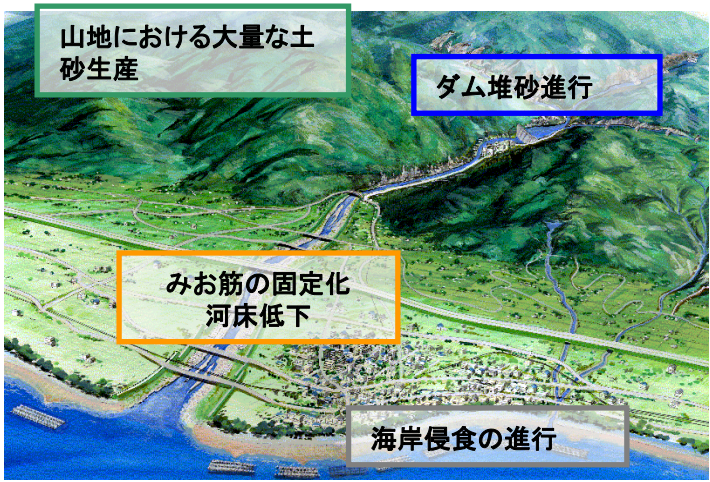 山地における大量な土
砂生産
ダム堆砂進行
みお筋の固定化
河床低下
海岸侵食の進行